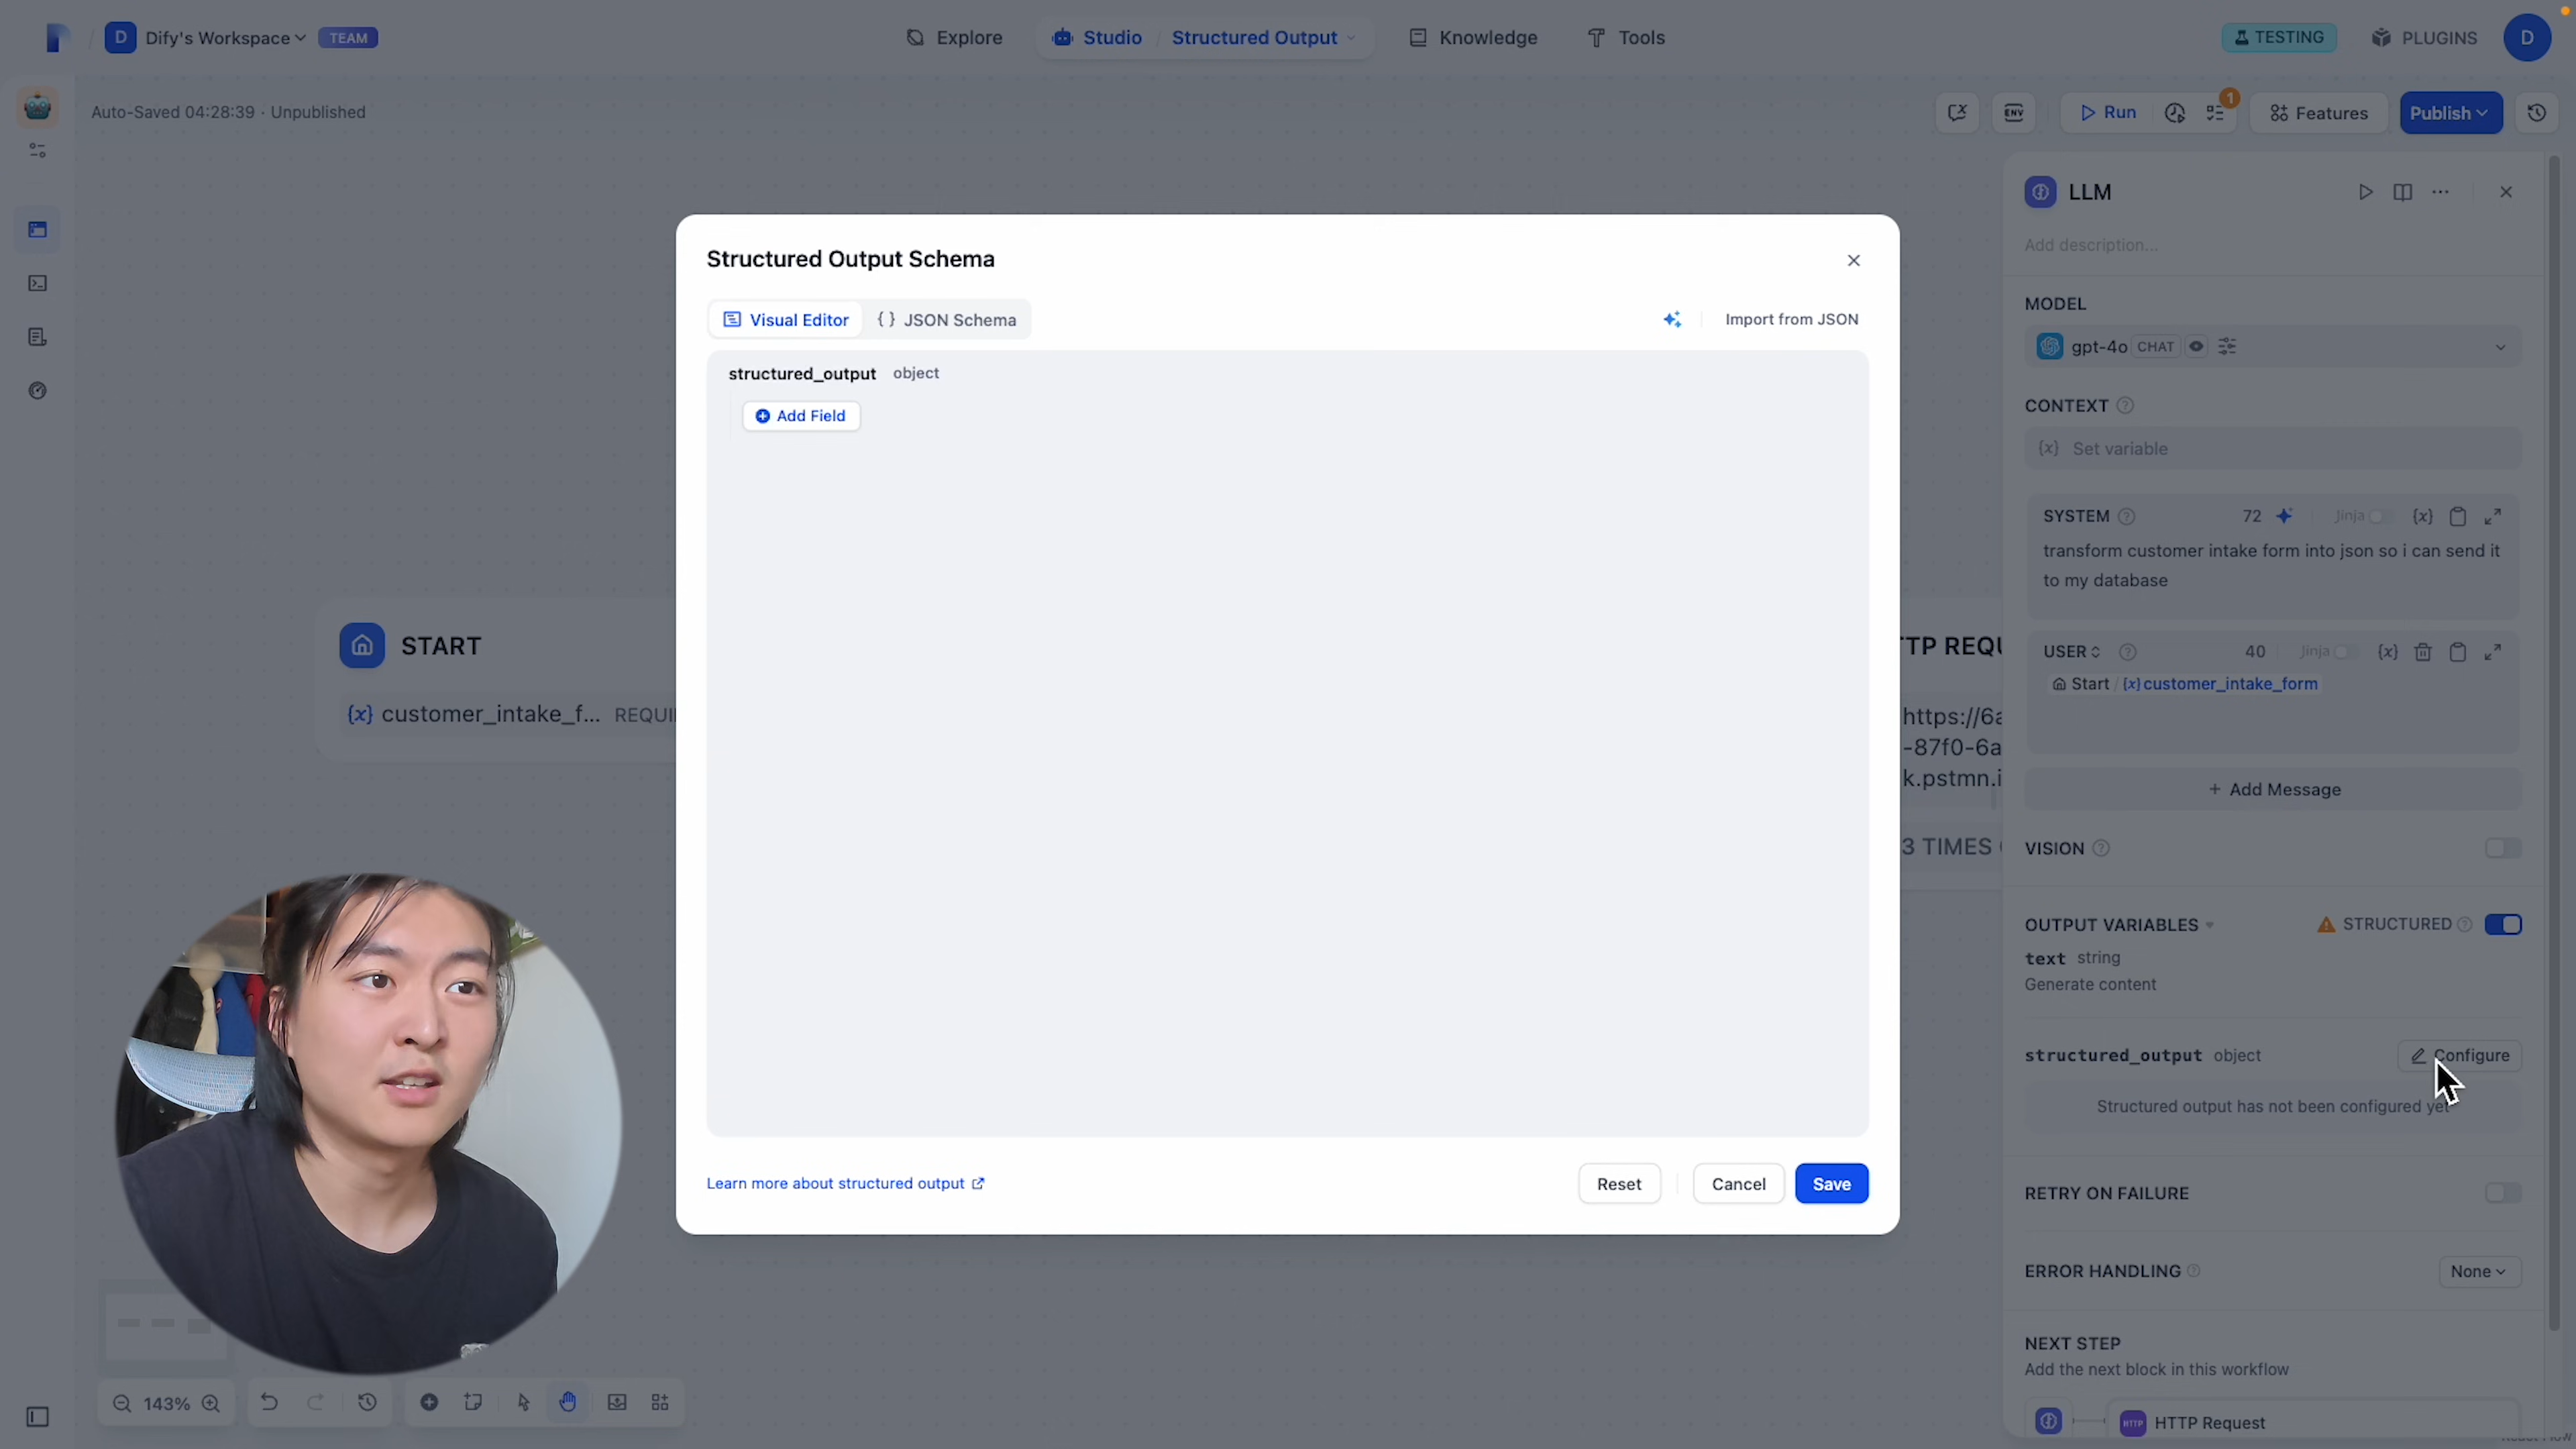 / D Dify's Workspace TEAM
Explore
Studio / Structured Output
Knowledge
Tools
TESTING
PLUGINS
D
Auto-Saved 04:28:39 · Unpublished
ENV
Run
1
Features
Publish
LLM
Add description...
MODEL
gpt-4o CHAT
CONTEXT
{x} Set variable
SYSTEM 72 Jinja {x}
transform customer intake form into json so i can send it
to my database
USER 40 Jinja {x}
Start / {x} customer_intake_form
+ Add Message
VISION
OUTPUT VARIABLES STRUCTURED
text string
Generate content
structured_output object Configure
Structured output has not been configured yet
RETRY ON FAILURE
ERROR HANDLING None
NEXT STEP
Add the next block in this workflow
HTTP HTTP Request
Structured Output Schema
Visual Editor { } JSON Schema
Import from JSON
structured_output object
Add Field
Learn more about structured output
Reset
Cancel
Save
START
{x} customer_intake_f...
TP REQU
https://6a
-87f0-6a
k.pstmn.i
3 TIMES
143%